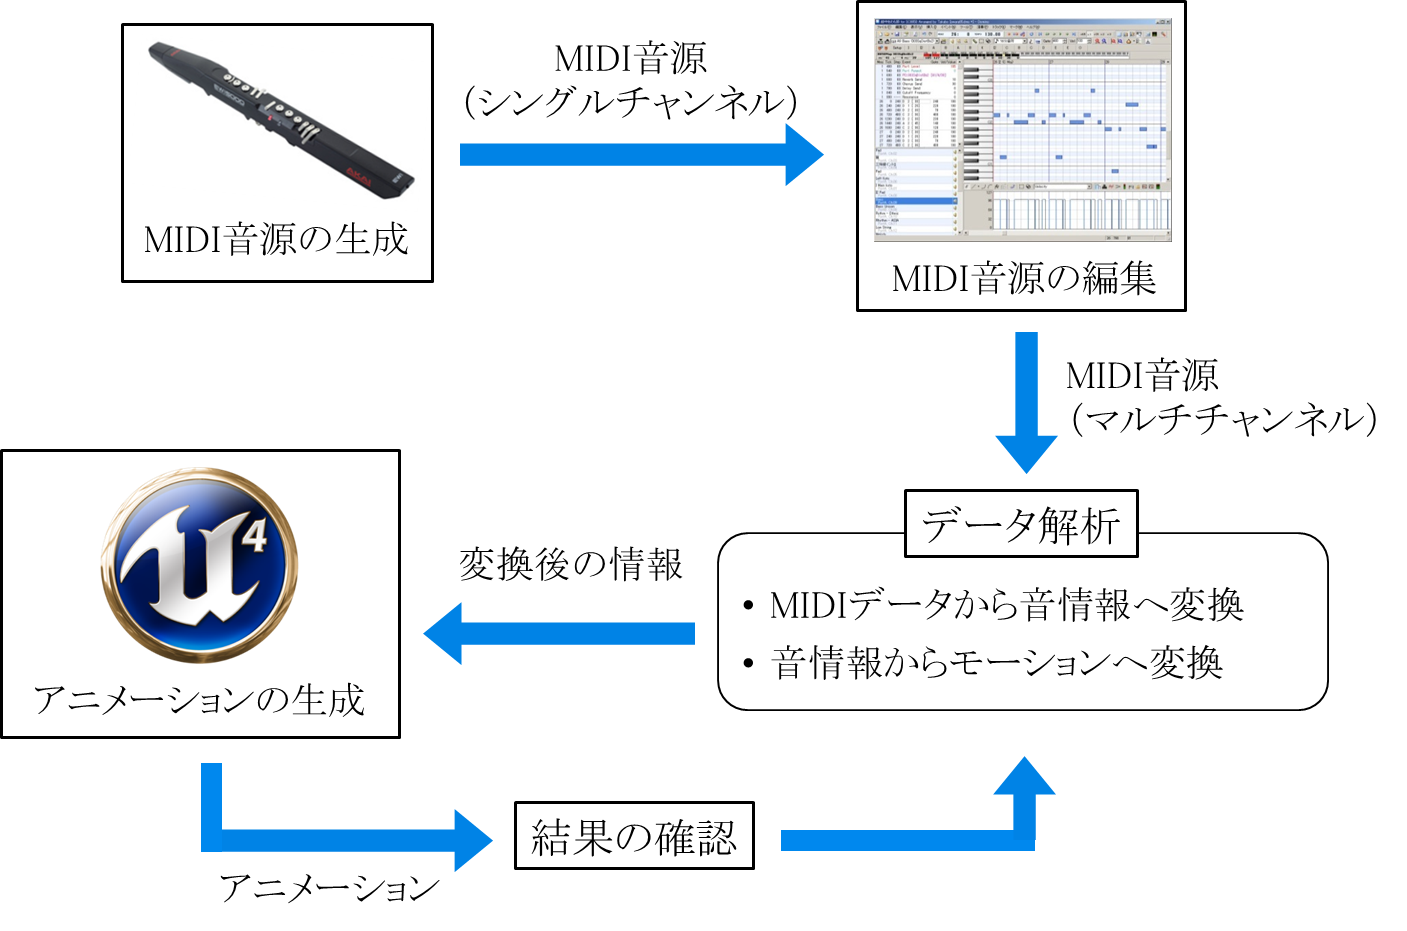 MIDI音源
（シングルチャンネル）
AKAI
MIDI音源の生成
MIDI音源の編集
MIDI音源
（マルチチャンネル）
データ解析
• MIDIデータから音情報へ変換
• 音情報からモーションへ変換
変換後の情報
4
アニメーションの生成
アニメーション
結果の確認